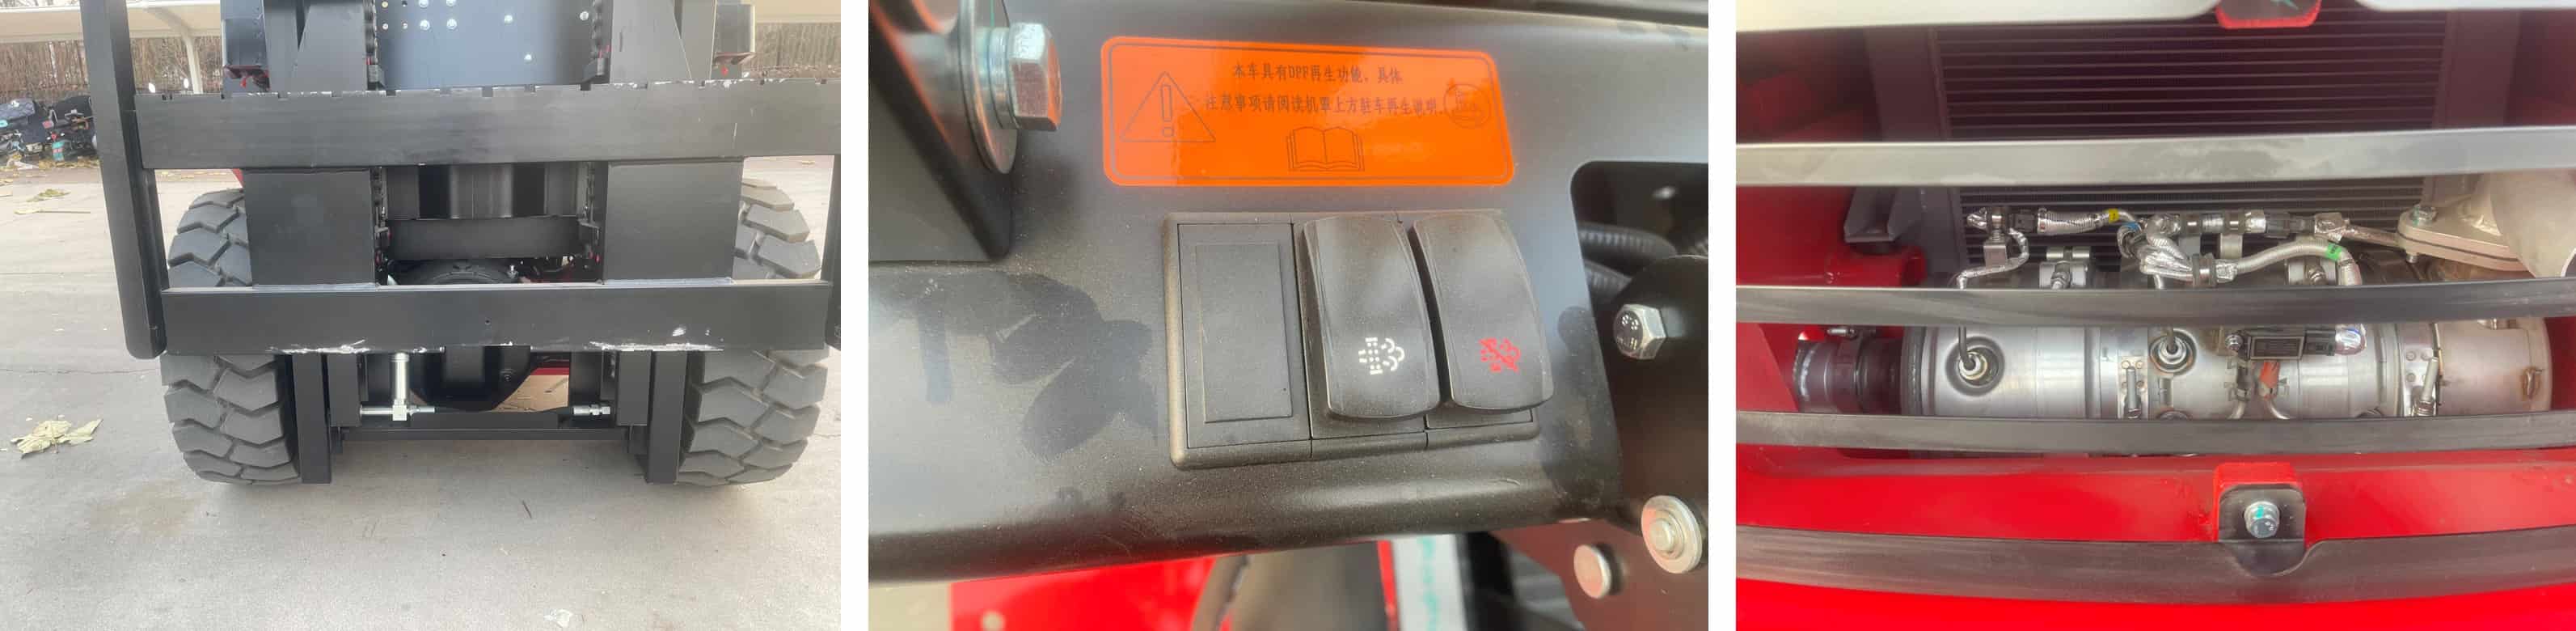 本车具有DPF再生功能，具体
注意事项请阅读机罩上方驻车再生说明。